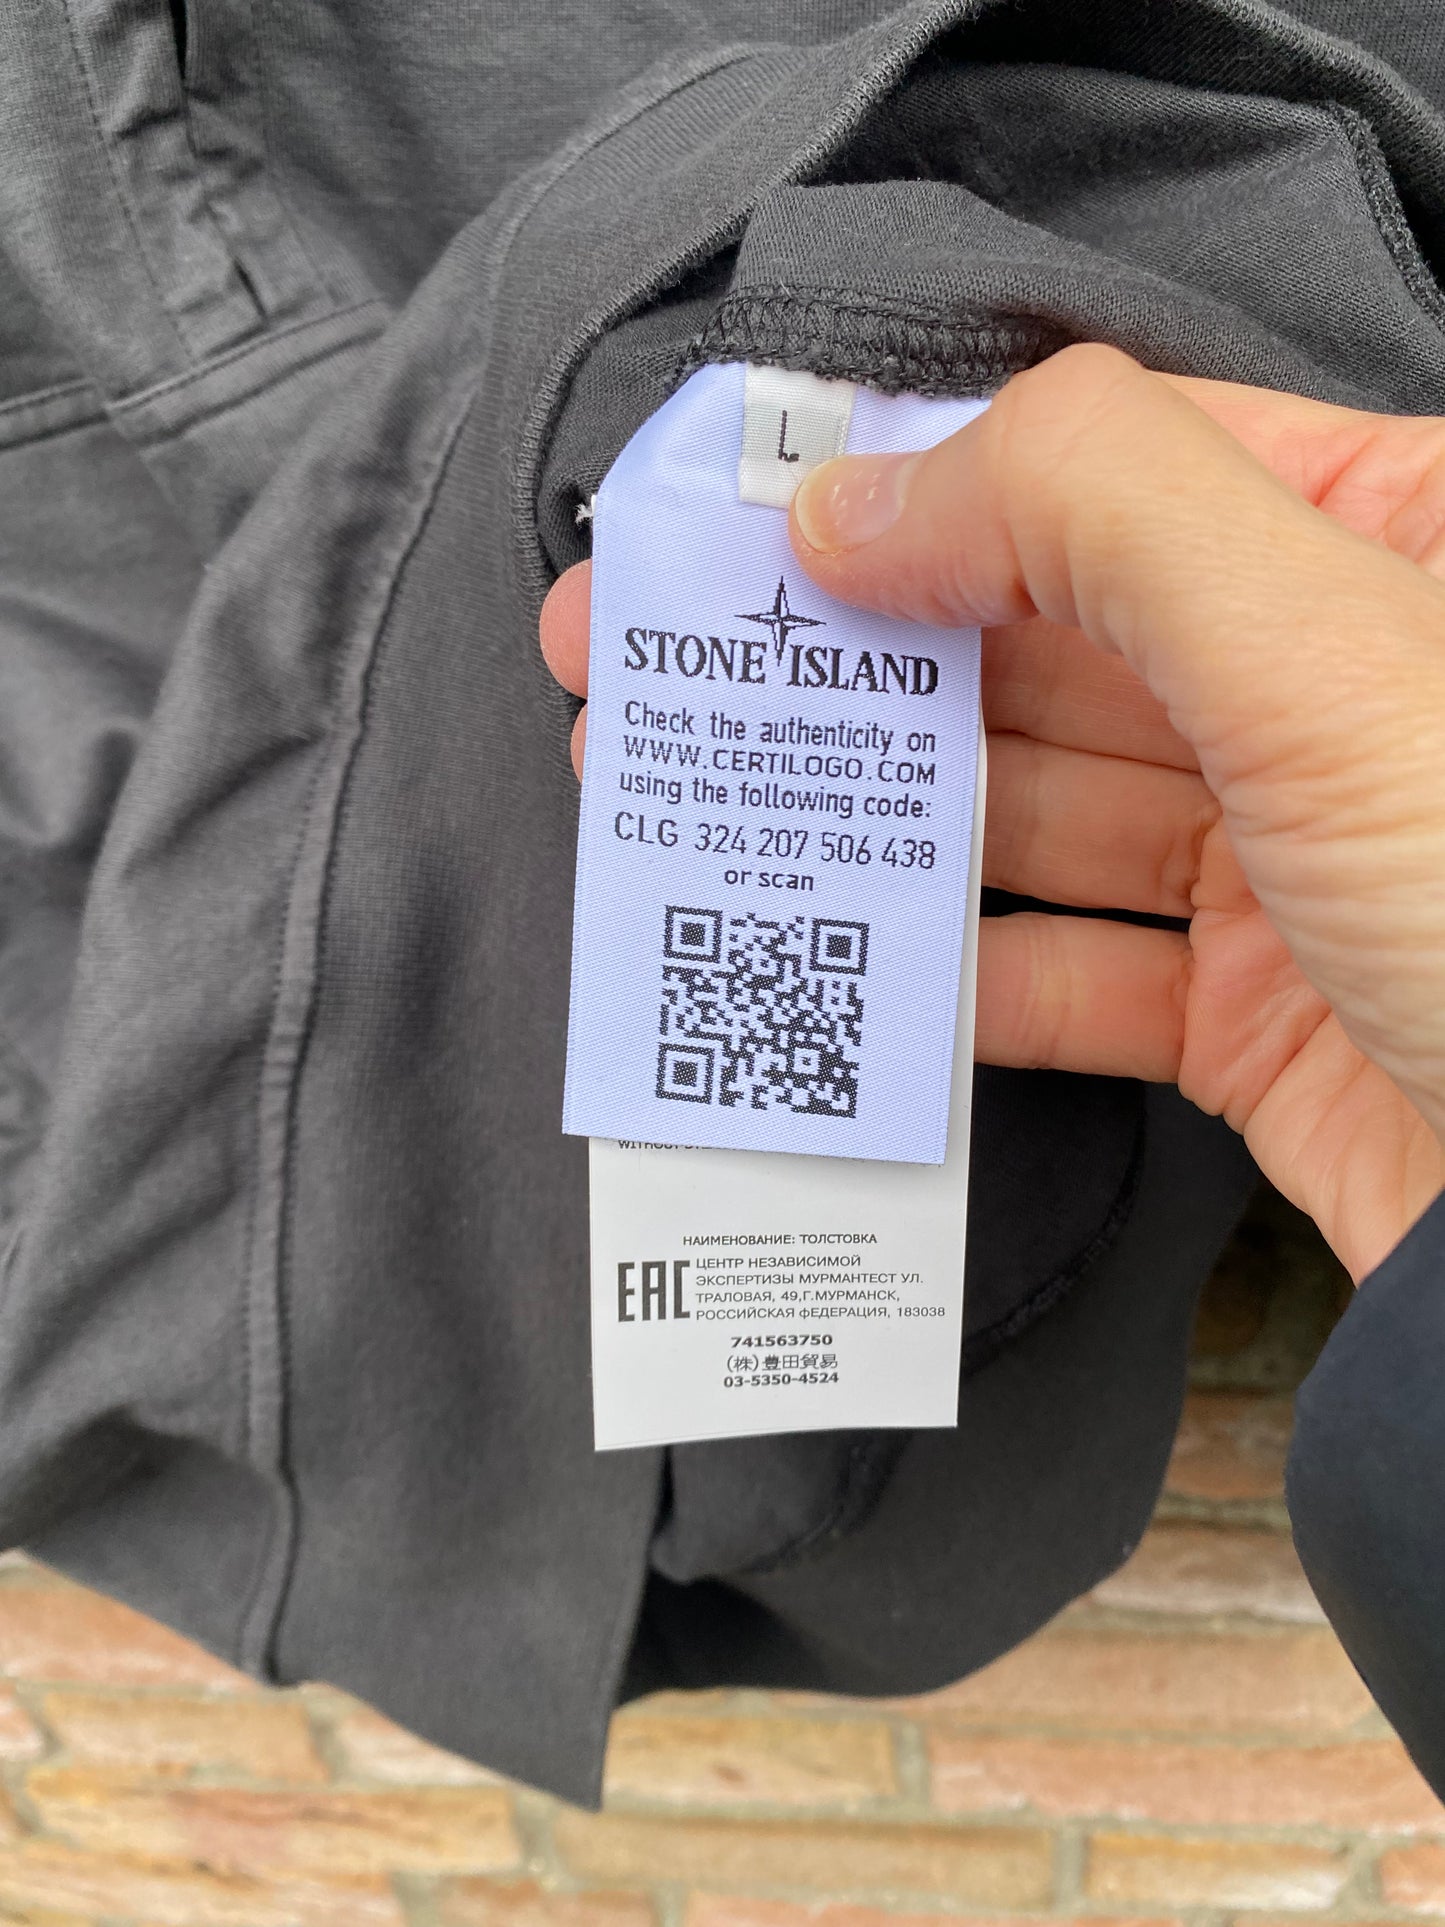 L
STONE ISLAND
Check the authenticity on
WWW.CERTILOGO.COM
using the following code:
CLG 324 207 506 438
or scan
НАИМЕНОВАНИЕ: ТОЛСТОВКА
EAC
ЦЕНТР НЕЗАВИСИМОЙ
ЭКСПЕРТИЗЫ МУРМАНТЕСТ УЛ.
ТРАЛОВАЯ, 49,Г.МУРМАНСК,
РОССИЙСКАЯ ФЕДЕРАЦИЯ, 183038
741563750
(株)豊田貿易
03-5350-4524